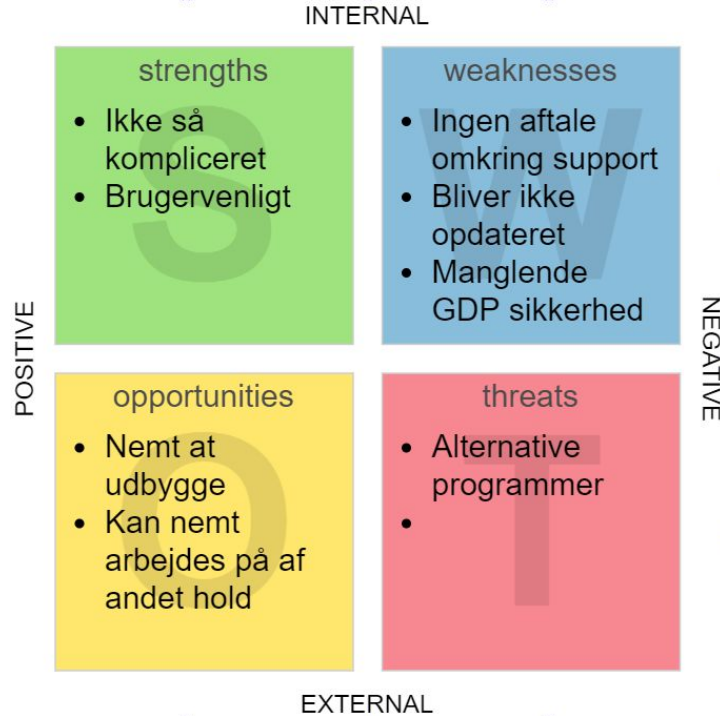 INTERNAL
strengths
• Ikke så
kompliceret
• Brugervenligt
weaknesses
• Ingen aftale
omkring support
• Bliver ikke
opdateret
• Manglende
GDP sikkerhed
POSITIVE
NEGATIVE
opportunities
• Nemt at
udbygge
• Kan nemt
arbejdes på af
andet hold
threats
• Alternative
programmer
•
S
W
O
T
EXTERNAL